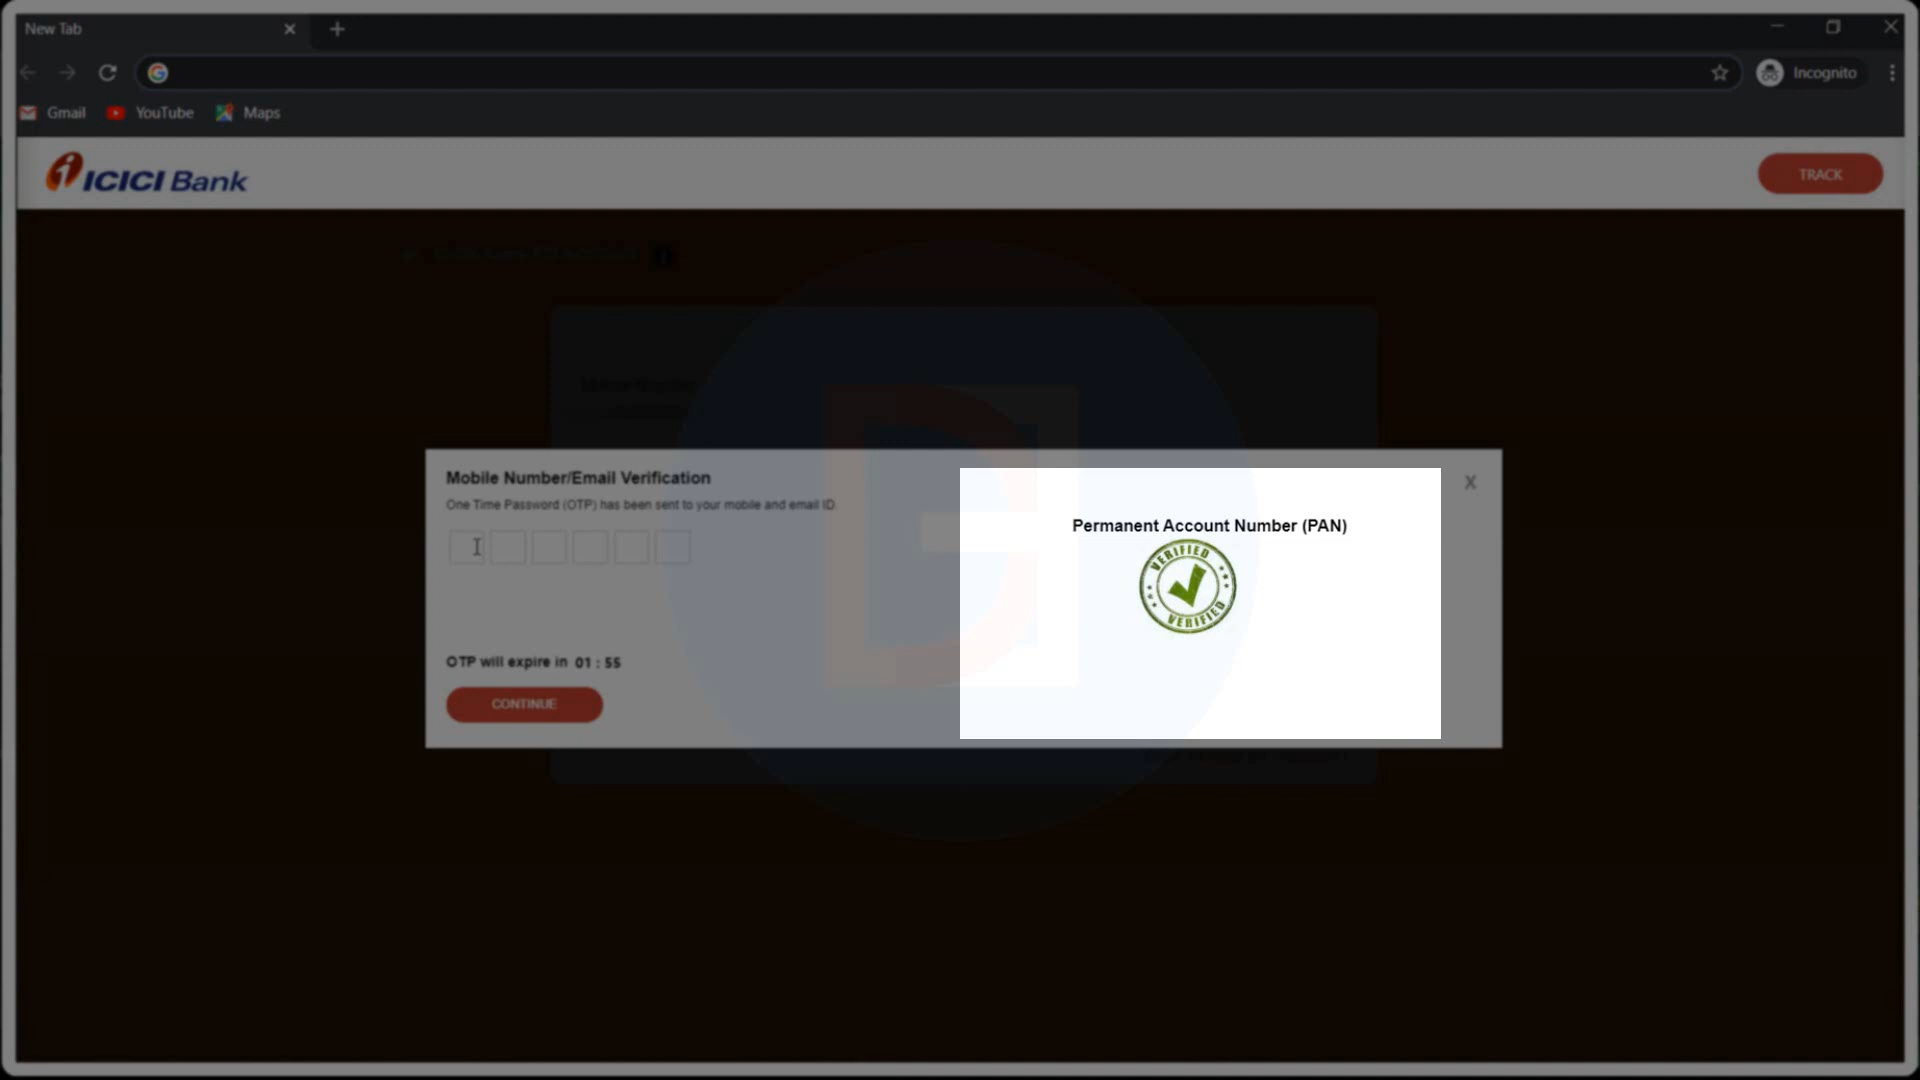 New Tab
Incognito
Gmail
YouTube
Maps
ICICI Bank
TRACK
Mobile Number/Email Verification
One Time Password (OTP) has been sent to your mobile and email ID.
OTP will expire in 01 : 55
CONTINUE
X
Permanent Account Number (PAN)
VERIFIED
VERIFIED